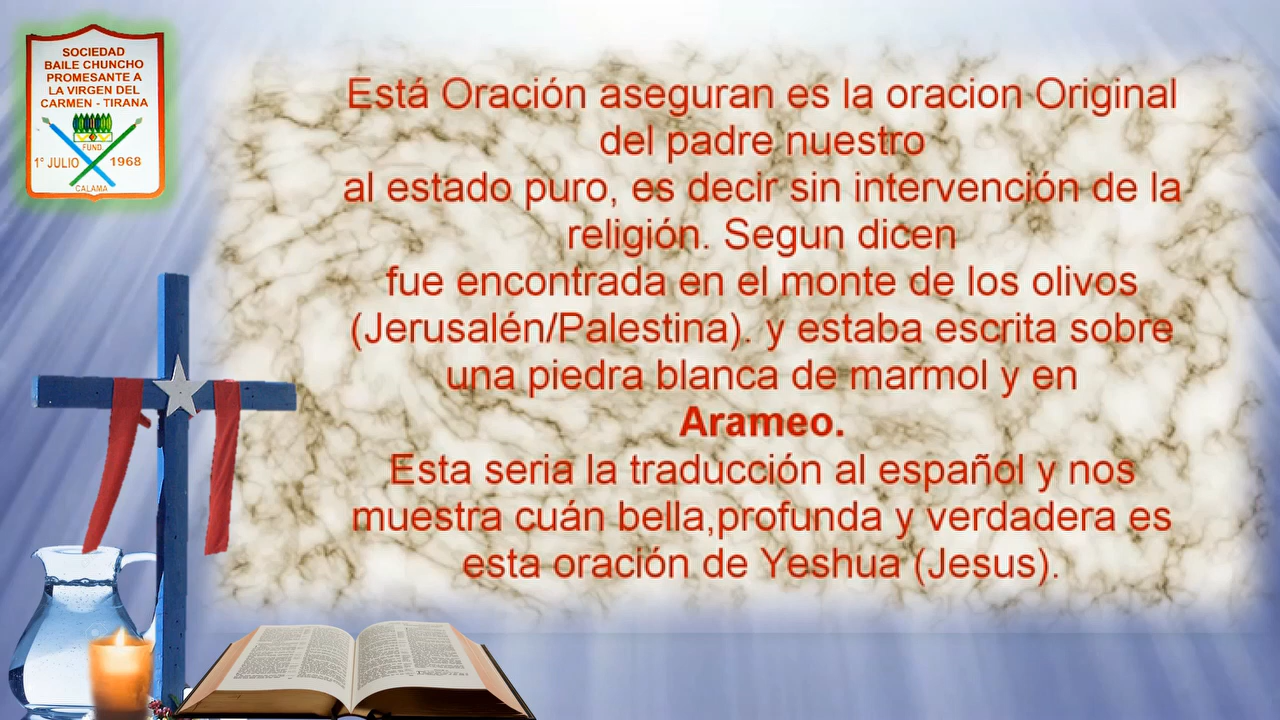 SOCIEDAD
BAILE CHUNCHO
PROMESANTE A
LA VIRGEN DEL
CARMEN - TIRANA
FUND.
1° JULIO 1968
CALAMA
Está Oración aseguran es la oracion Original
del padre nuestro
al estado puro, es decir sin intervención de la
religión. Segun dicen
fue encontrada en el monte de los olivos
(Jerusalén/Palestina). y estaba escrita sobre
una piedra blanca de marmol y en
Arameo.
Esta seria la traducción al español y nos
muestra cuán bella,profunda y verdadera es
esta oración de Yeshua (Jesus).